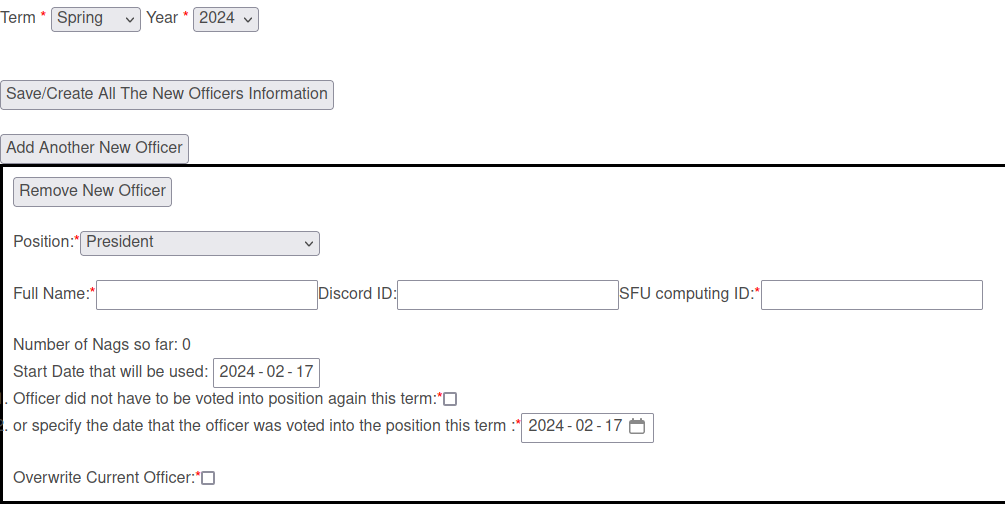 Term * Spring Year * 2024
Save/Create All The New Officers Information
Add Another New Officer
Remove New Officer
Position:* President
Full Name:* Discord ID: SFU computing ID:*
Number of Nags so far: 0
Start Date that will be used: 2024-02-17
. Officer did not have to be voted into position again this term:*
. or specify the date that the officer was voted into the position this term :* 2024-02-17
Overwrite Current Officer:*